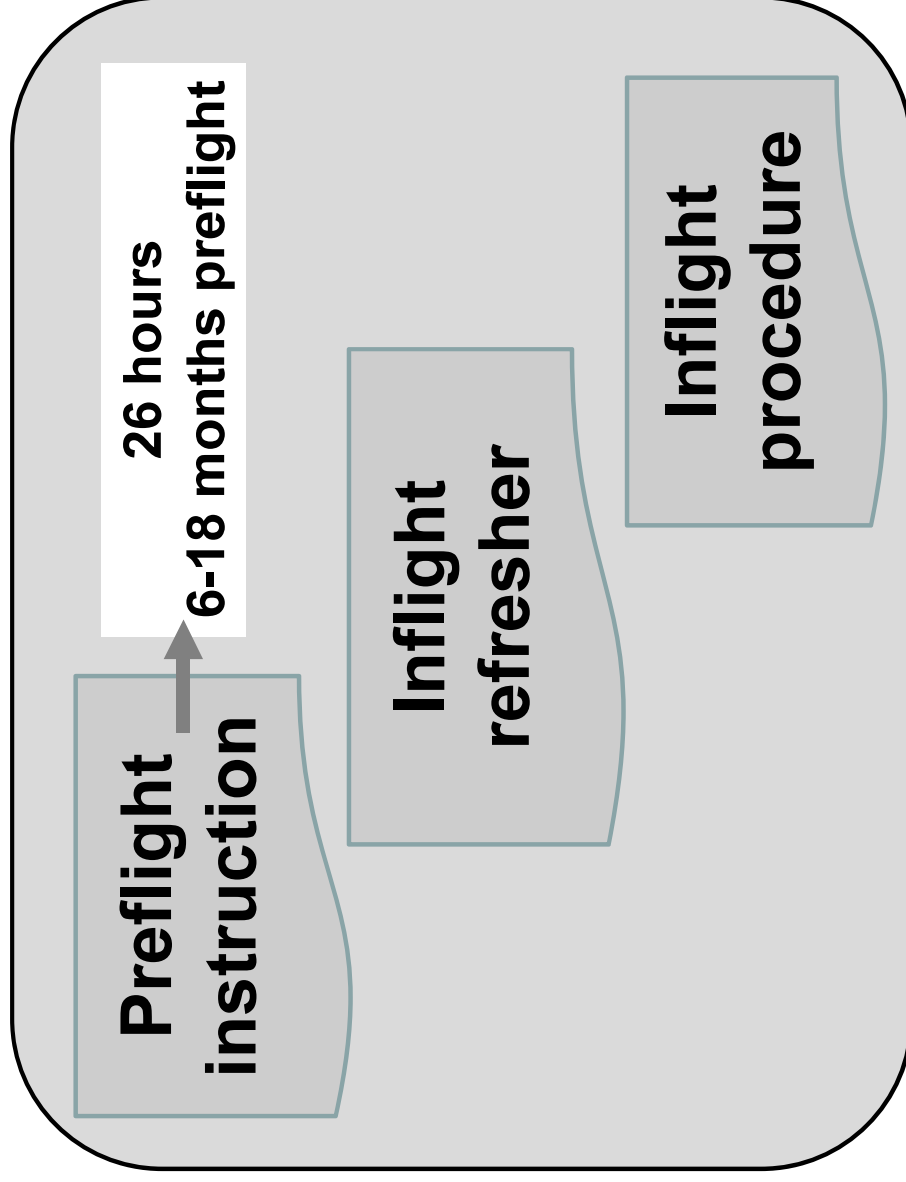 Preflight
instruction
26 hours
6-18 months preflight
Inflight
refresher
Inflight
procedure